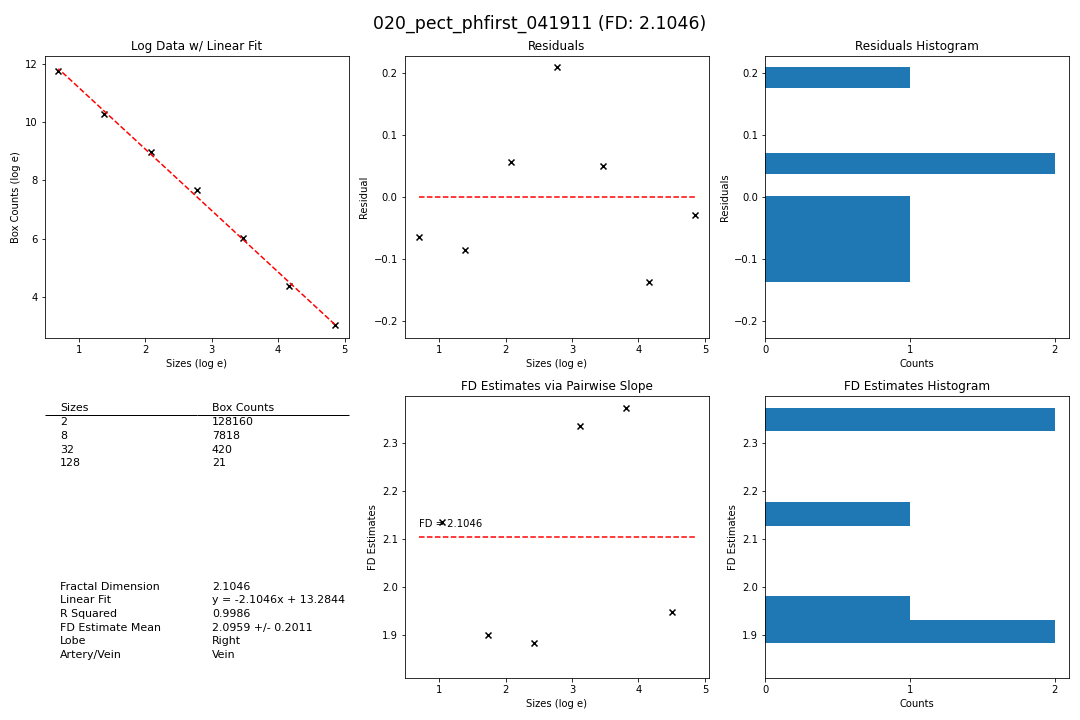 020_pect_phfirst_041911 (FD: 2.1046)
Log Data w/ Linear Fit
Box Counts (log e)
12
10
8
6
4
1
2
3
4
5
Sizes (log e)
Residuals
Residual
0.2
0.1
0.0
−0.1
−0.2
1
2
3
4
5
Sizes (log e)
Residuals Histogram
Residuals
0.2
0.1
0.0
−0.1
−0.2
0
1
2
Counts
Sizes Box Counts
2 128160
8 7818
32 420
128 21
Fractal Dimension 2.1046
Linear Fit y = -2.1046x + 13.2844
R Squared 0.9986
FD Estimate Mean 2.0959 +/- 0.2011
Lobe Right
Artery/Vein Vein
FD Estimates via Pairwise Slope
FD Estimates
2.3
2.2
2.1
2.0
1.9
FD = 2.1046
1
2
3
4
5
Sizes (log e)
FD Estimates Histogram
FD Estimates
2.3
2.2
2.1
2.0
1.9
0
1
2
Counts